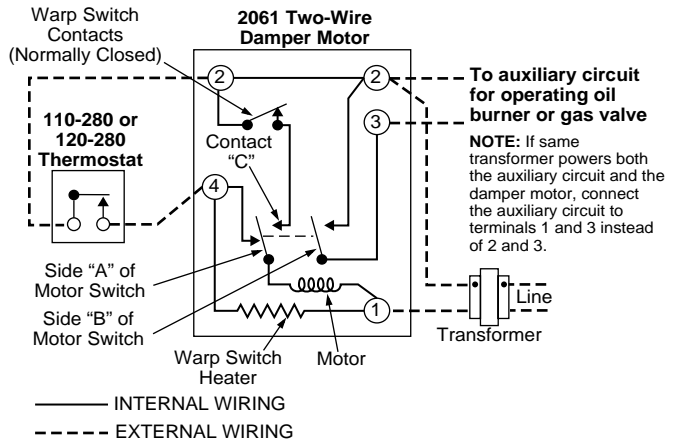 Warp Switch
Contacts
(Normally Closed)
2061 Two-Wire
Damper Motor
2
2
To auxiliary circuit
for operating oil
burner or gas valve
110-280 or
120-280
Thermostat
3
NOTE: If same
transformer powers both
the auxiliary circuit and the
damper motor, connect
the auxiliary circuit to
terminals 1 and 3 instead
of 2 and 3.
Contact
“C”
4
Side “A” of
Motor Switch
Side “B” of
Motor Switch
1
Line
Transformer
Warp Switch
Heater
Motor
INTERNAL WIRING
EXTERNAL WIRING